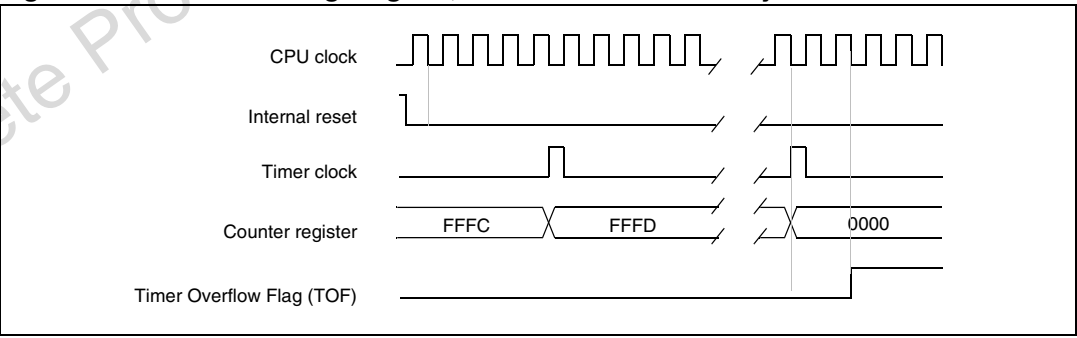 CPU clock
Internal reset
Timer clock
Counter register FFFC FFFD 0000
Timer Overflow Flag (TOF)